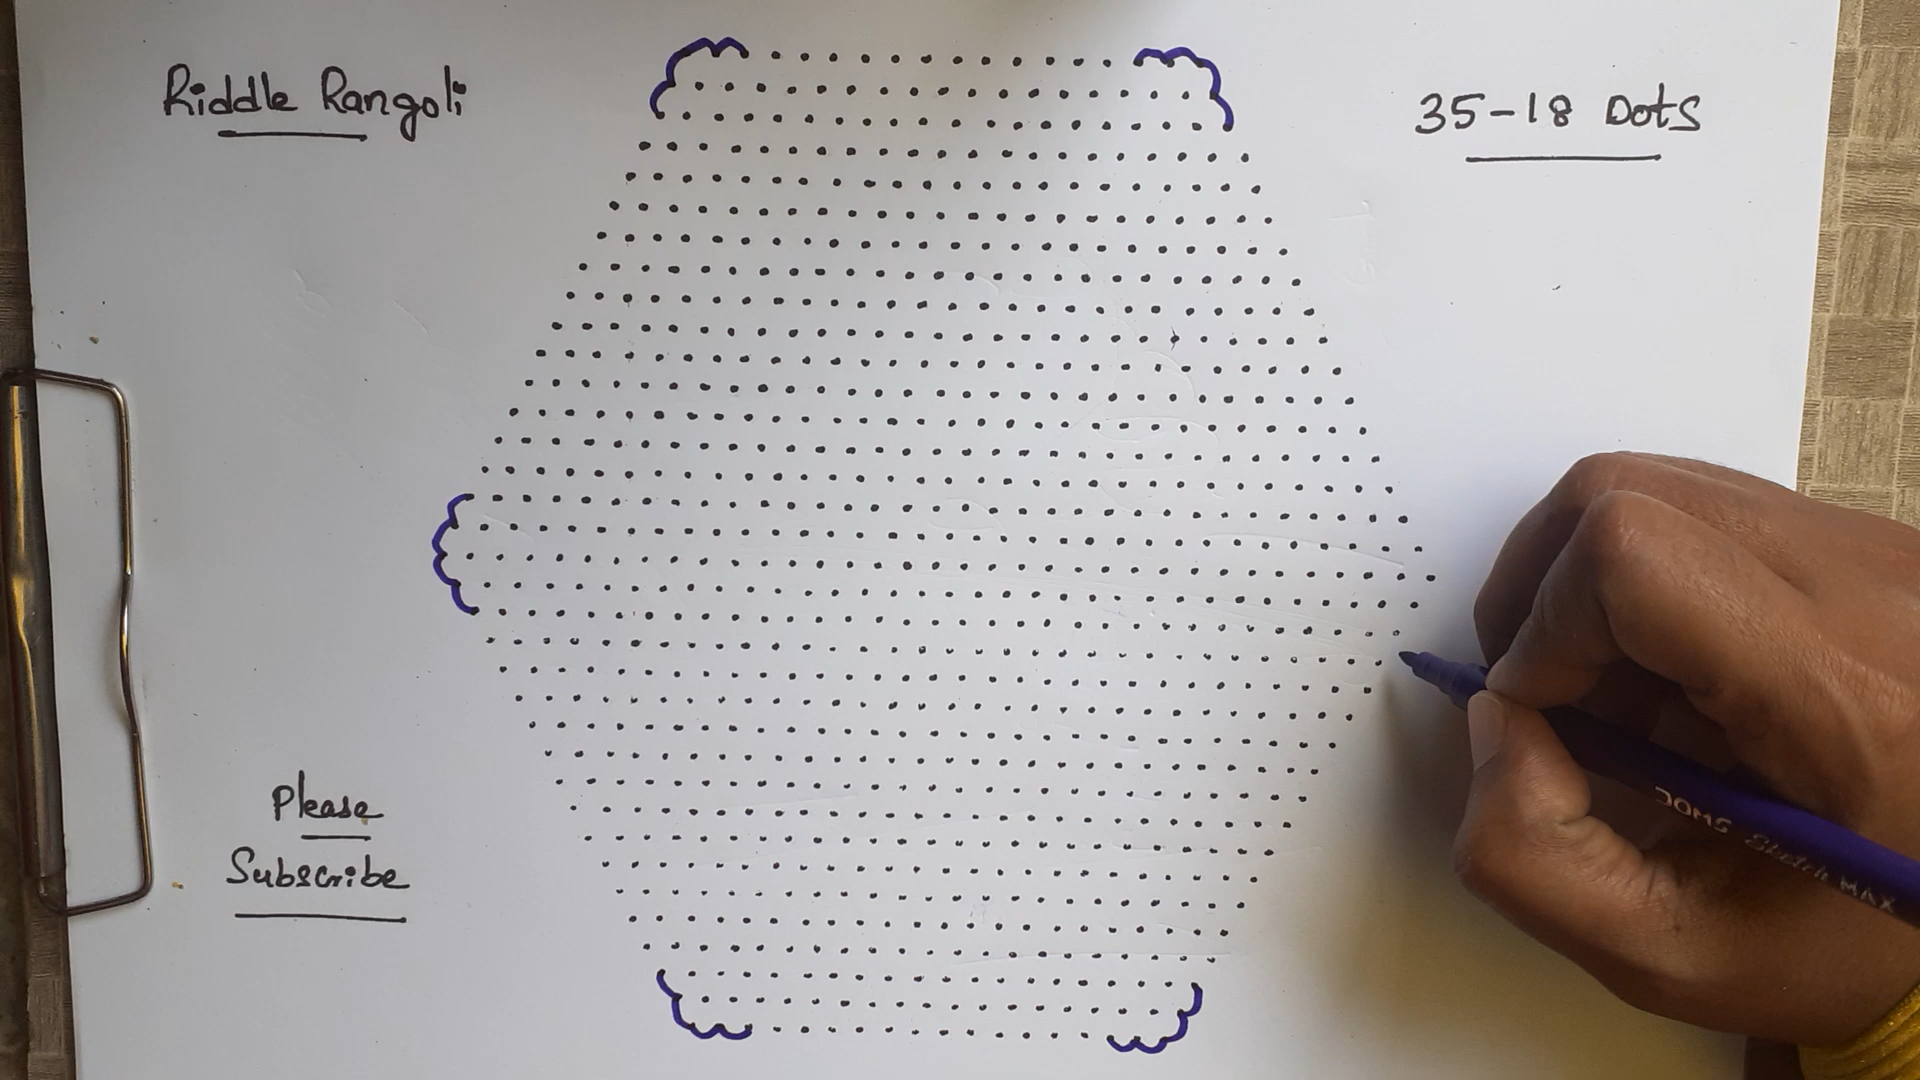 Riddle Rangoli
35-18 Dots
Please
Subscribe
DOMS Sketch MAX